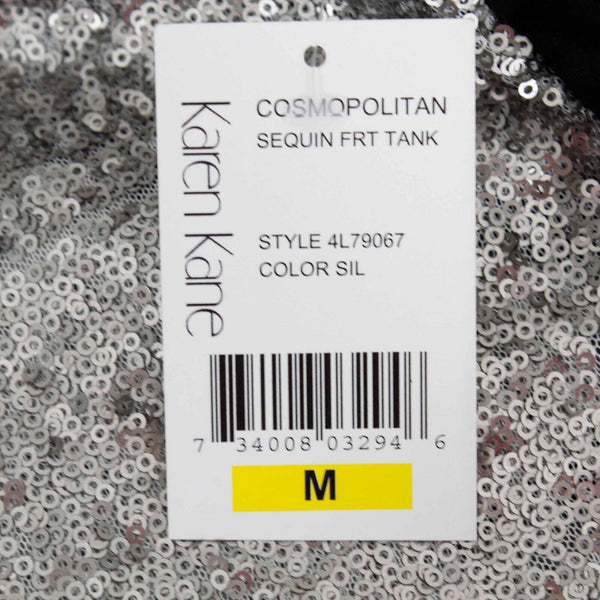 Karen Kane
COSMOPOLITAN
SEQUIN FRT TANK
STYLE 4L79067
COLOR SIL
7 34008 03294 6
M